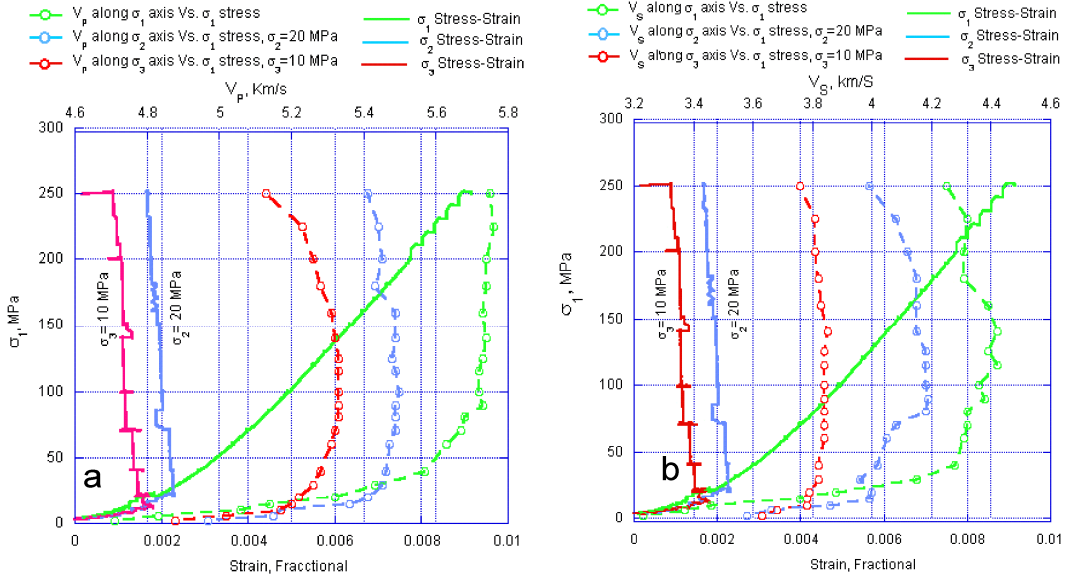 V_P along σ_1 axis Vs. σ_1 stress
V_P along σ_2 axis Vs. σ_1 stress, σ_2=20 MPa
V_P along σ_3 axis Vs. σ_1 stress, σ_3=10 MPa
σ_1 Stress-Strain
σ_2 Stress-Strain
σ_3 Stress-Strain
V_P, Km/s
4.6 4.8 5 5.2 5.4 5.6 5.8
300
250
200
150
100
50
0
σ_1, MPa
σ_3= 10 MPa
σ_2= 20 MPa
a
0 0.002 0.004 0.006 0.008 0.01
Strain, Fracctional
V_S along σ_1 axis Vs. σ_1 stress
V_S along σ_2 axis Vs. σ_1 stress, σ_2=20 MPa
V_S along σ_3 axis Vs. σ_1 stress, σ_3=10 MPa
σ_1 Stress-Strain
σ_2 Stress-Strain
σ_3 Stress-Strain
V_S, km/S
3.2 3.4 3.6 3.8 4 4.2 4.4 4.6
300
250
200
150
100
50
0
σ_1, MPa
σ_3= 10 MPa
σ_2= 20 MPa
b
0 0.002 0.004 0.006 0.008 0.01
Strain, Fractional